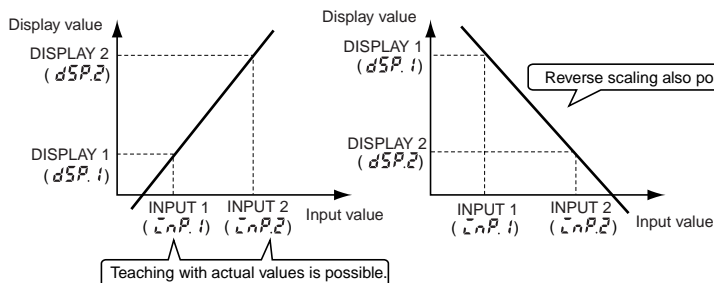 Display value
DISPLAY 2
(dSP.2)
DISPLAY 1
(dSP.1)
INPUT 1
(inP.1)
INPUT 2
(inP.2)
Input value
Teaching with actual values is possible.
Display value
DISPLAY 1
(dSP.1)
DISPLAY 2
(dSP.2)
Reverse scaling also po
INPUT 1
(inP.1)
INPUT 2
(inP.2)
Input value